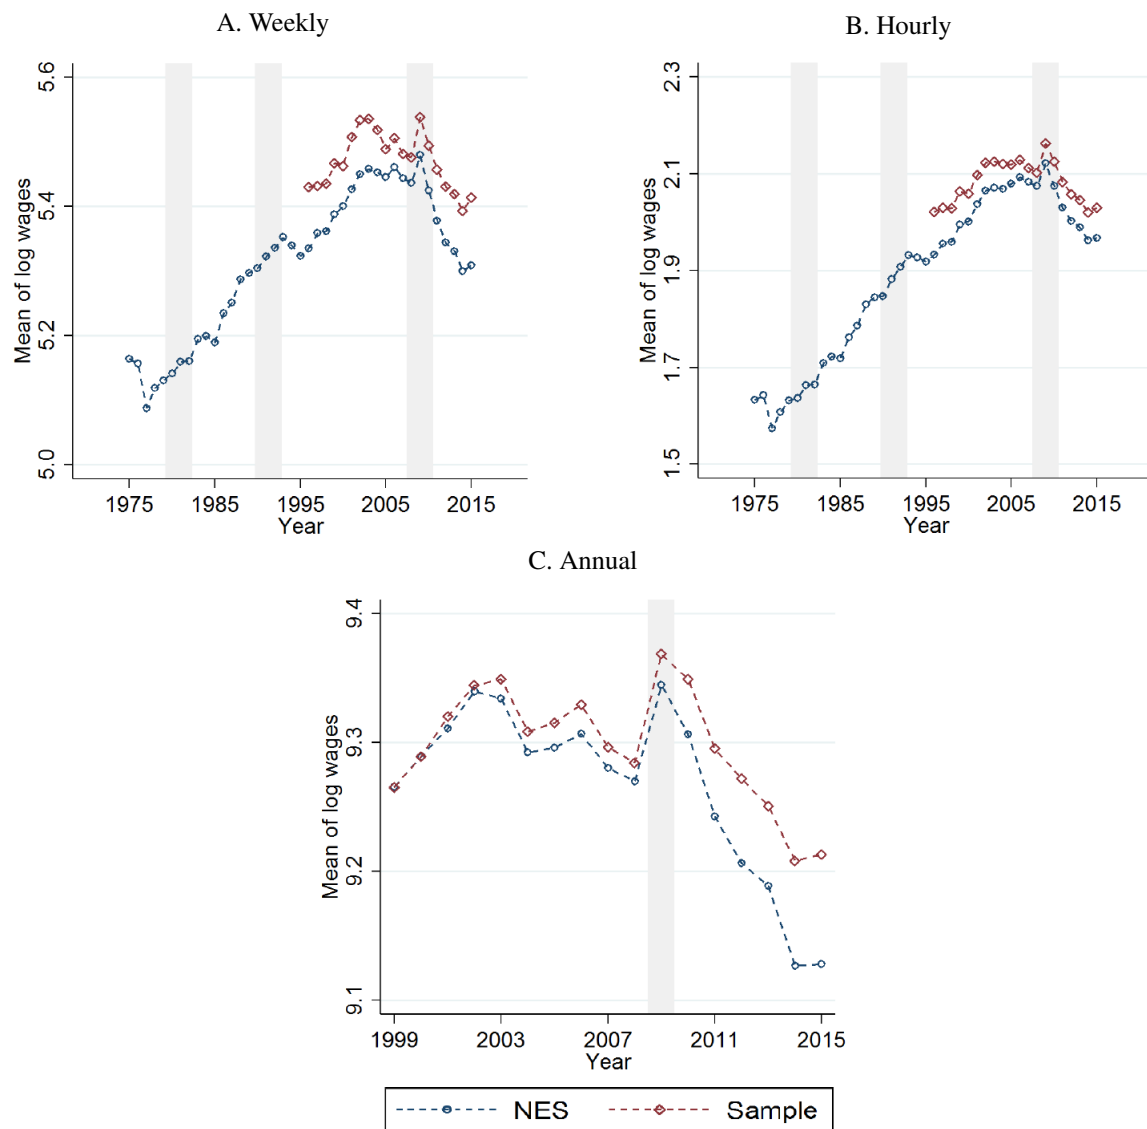 A. Weekly
5.6
5.4
5.2
5.0
Mean of log wages
1975 1985 1995 2005 2015
Year
B. Hourly
2.3
2.1
1.9
1.7
1.5
Mean of log wages
1975 1985 1995 2005 2015
Year
C. Annual
9.4
9.3
9.2
9.1
Mean of log wages
1999 2003 2007 2011 2015
Year
NES Sample